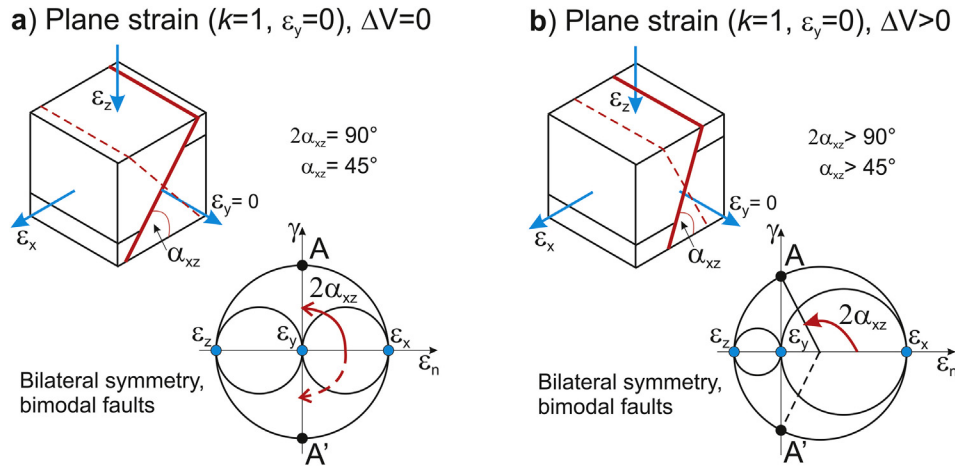 a) Plane strain (k=1, εy=0), ΔV=0
εz
2αxz= 90°
αxz= 45°
εy= 0
εx
αxz
γ
A
2αxz
εz
εy
εx
εn
Bilateral symmetry,
bimodal faults
A'
b) Plane strain (k=1, εy=0), ΔV>0
εz
2αxz> 90°
αxz> 45°
εy= 0
εx
αxz
γ
A
2αxz
εz
εy
εx
εn
Bilateral symmetry,
bimodal faults
A'